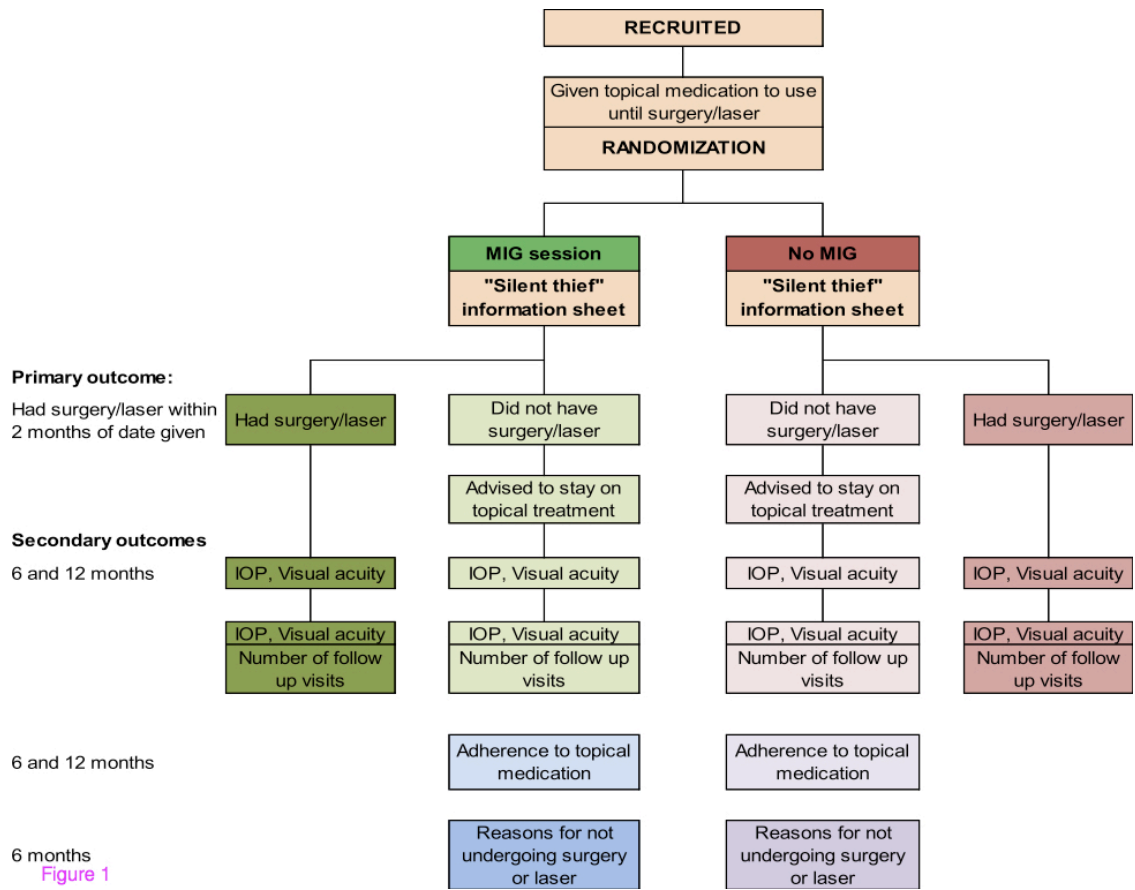 RECRUITED
Given topical medication to use
until surgery/laser
RANDOMIZATION
MIG session
"Silent thief"
information sheet
No MIG
"Silent thief"
information sheet
Primary outcome:
Had surgery/laser within
2 months of date given
Had surgery/laser
Did not have
surgery/laser
Did not have
surgery/laser
Had surgery/laser
Advised to stay on
topical treatment
Advised to stay on
topical treatment
Secondary outcomes
6 and 12 months
IOP, Visual acuity
IOP, Visual acuity
IOP, Visual acuity
IOP, Visual acuity
IOP, Visual acuity
Number of follow
up visits
IOP, Visual acuity
Number of follow
up visits
IOP, Visual acuity
Number of follow
up visits
IOP, Visual acuity
Number of follow
up visits
6 and 12 months
Adherence to topical
medication
Adherence to topical
medication
6 months
Reasons for not
undergoing surgery
or laser
Reasons for not
undergoing surgery
or laser
Figure 1